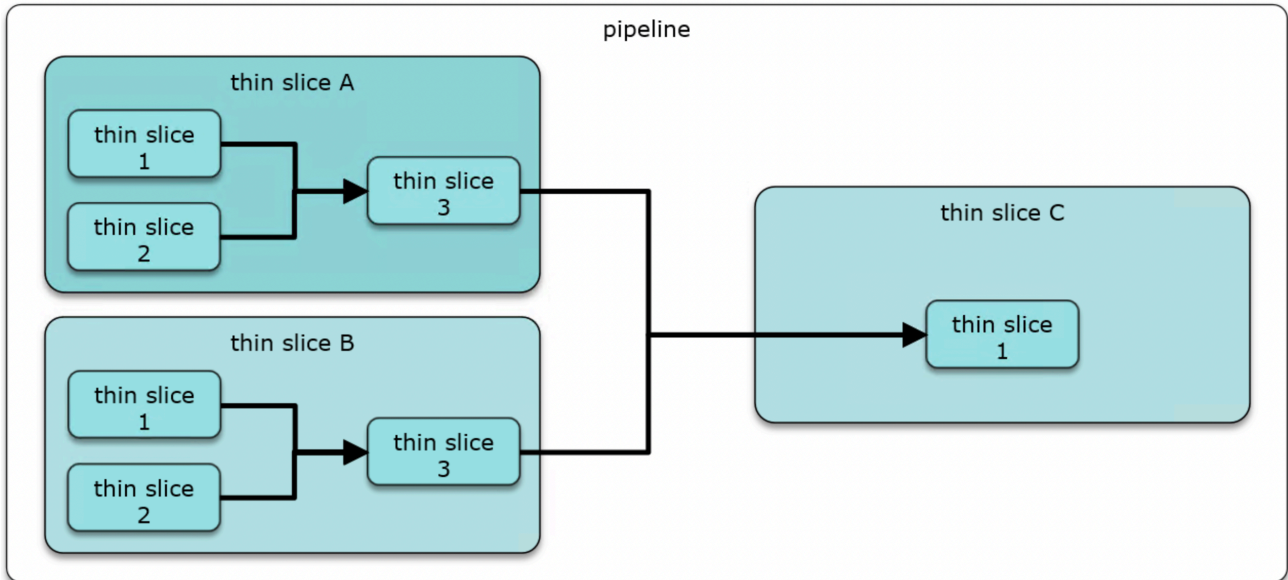 pipeline
thin slice A
thin slice
1
thin slice
2
thin slice
3
thin slice B
thin slice
1
thin slice
2
thin slice
3
thin slice C
thin slice
1